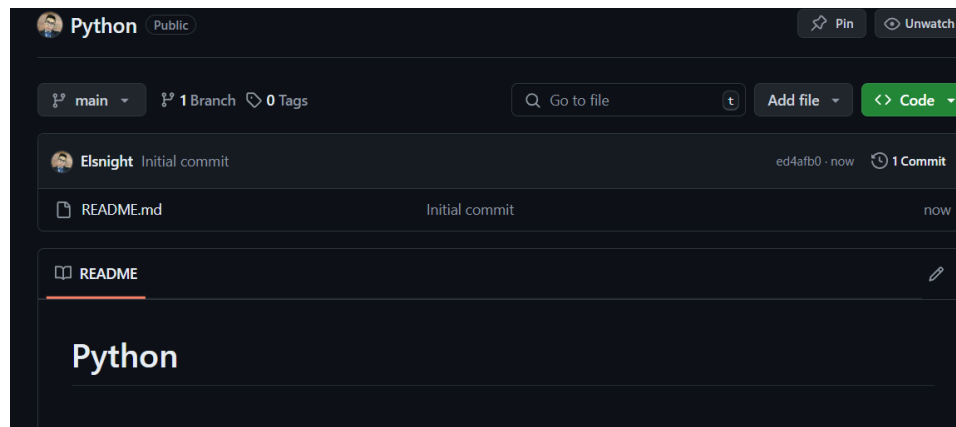 Python Public Pin Unwatch
main 1 Branch 0 Tags Go to file t Add file Code
Elsnight Initial commit ed4afb0 · now 1 Commit
README.md Initial commit now
README
Python